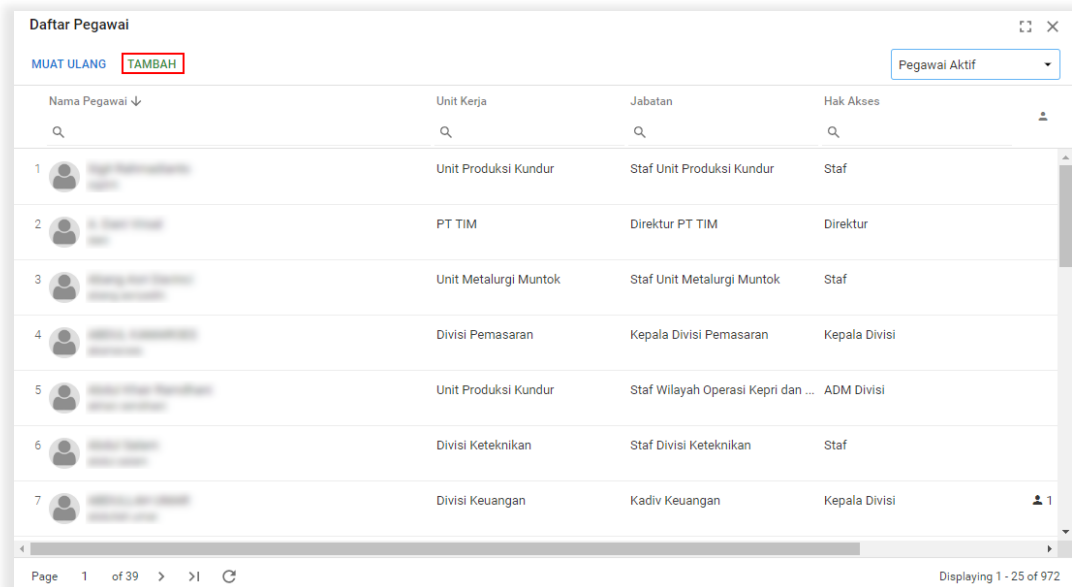 Daftar Pegawai
MUAT ULANG TAMBAH Pegawai Aktif
Nama Pegawai Unit Kerja Jabatan Hak Akses
1 Unit Produksi Kundur Staf Unit Produksi Kundur Staf
2 PT TIM Direktur PT TIM Direktur
3 Unit Metalurgi Muntok Staf Unit Metalurgi Muntok Staf
4 Divisi Pemasaran Kepala Divisi Pemasaran Kepala Divisi
5 Unit Produksi Kundur Staf Wilayah Operasi Kepri dan ... ADM Divisi
6 Divisi Keteknikan Staf Divisi Keteknikan Staf
7 Divisi Keuangan Kadiv Keuangan Kepala Divisi 1
Page 1 of 39 Displaying 1 - 25 of 972